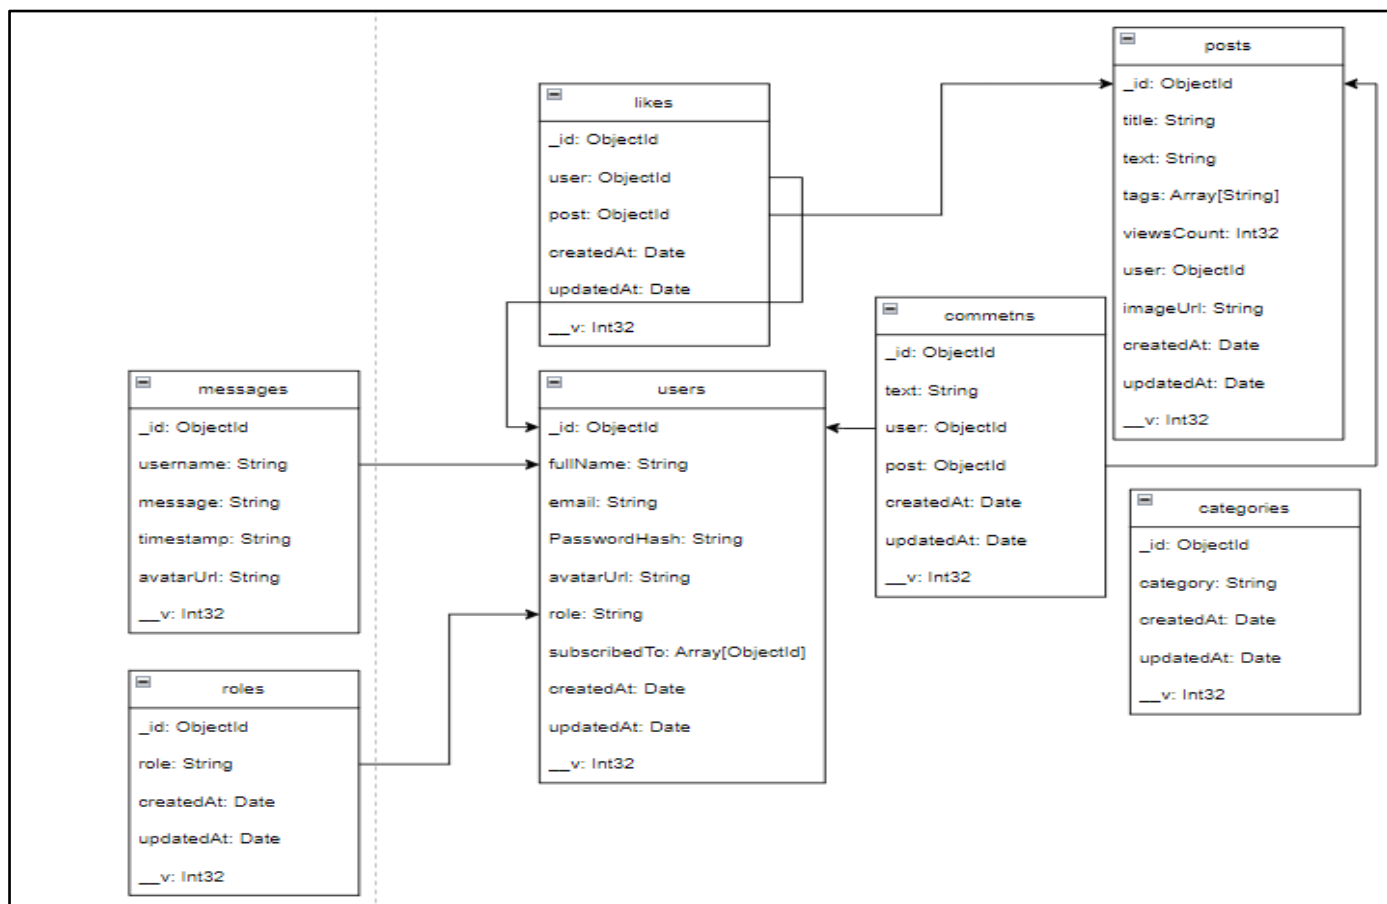 posts
_id: ObjectId
title: String
text: String
tags: Array[String]
viewsCount: Int32
user: ObjectId
imageUrl: String
createdAt: Date
updatedAt: Date
__v: Int32
likes
_id: ObjectId
user: ObjectId
post: ObjectId
createdAt: Date
updatedAt: Date
__v: Int32
commetns
_id: ObjectId
text: String
user: ObjectId
post: ObjectId
createdAt: Date
updatedAt: Date
__v: Int32
messages
_id: ObjectId
username: String
message: String
timestamp: String
avatarUrl: String
__v: Int32
users
_id: ObjectId
fullName: String
email: String
PasswordHash: String
avatarUrl: String
role: String
subscribedTo: Array[ObjectId]
createdAt: Date
updatedAt: Date
__v: Int32
categories
_id: ObjectId
category: String
createdAt: Date
updatedAt: Date
__v: Int32
roles
_id: ObjectId
role: String
createdAt: Date
updatedAt: Date
__v: Int32